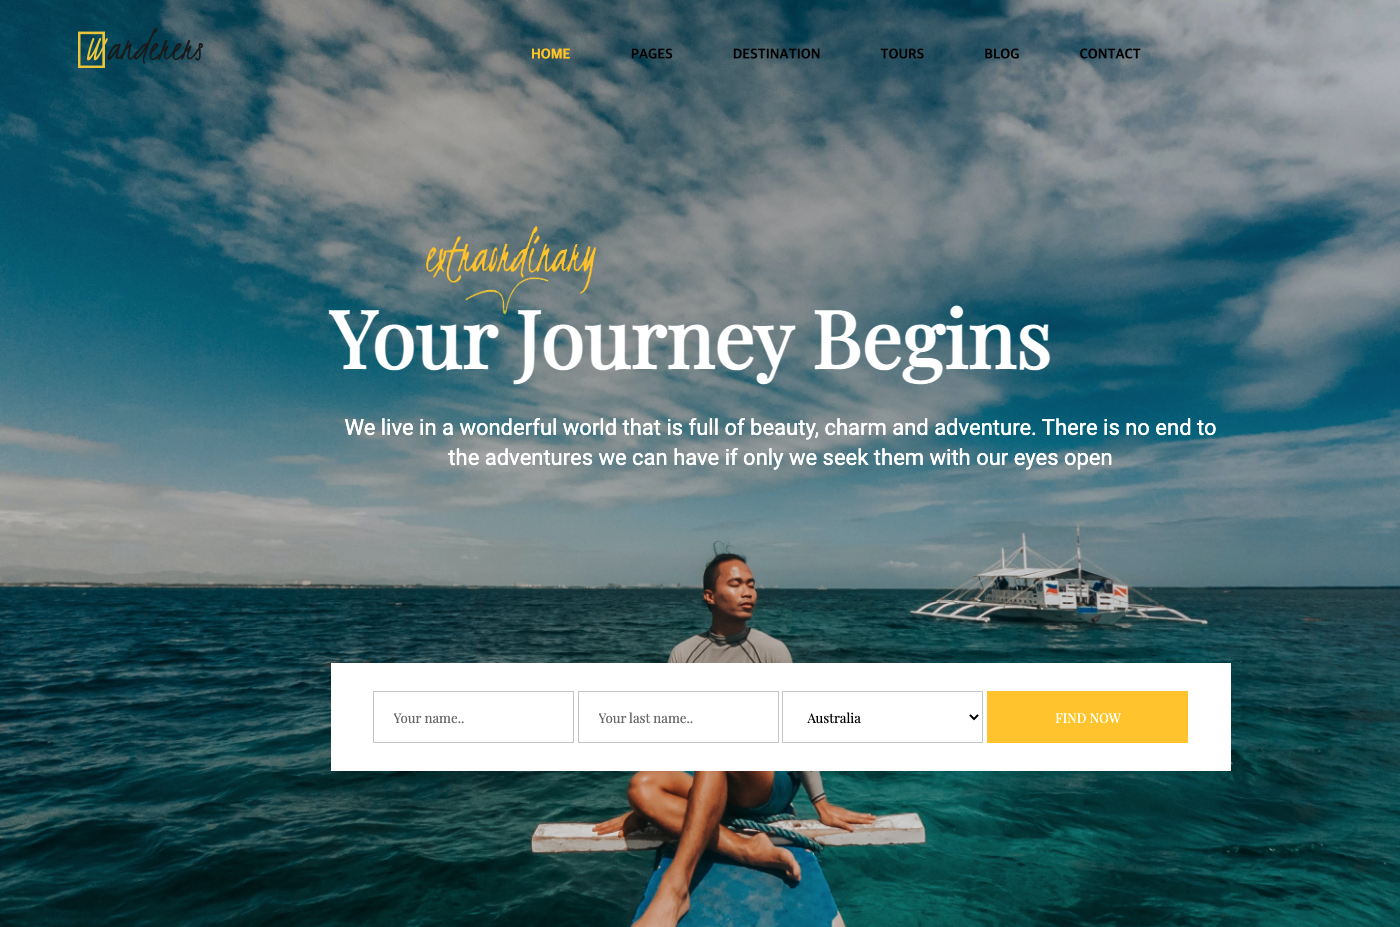 Wanderers
HOME PAGES DESTINATION TOURS BLOG CONTACT
extraordinary
Your Journey Begins
We live in a wonderful world that is full of beauty, charm and adventure. There is no end to
the adventures we can have if only we seek them with our eyes open
Your name.. Your last name.. Australia FIND NOW